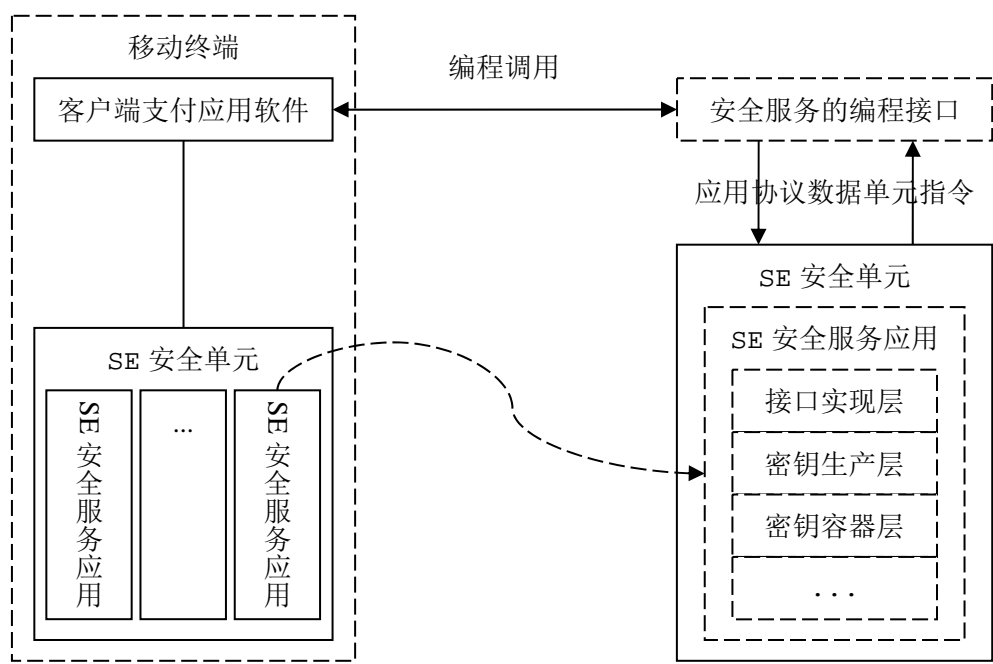 移动终端
编程调用
客户端支付应用软件
安全服务的编程接口
应用协议数据单元指令
SE 安全单元
SE 安全服务应用
接口实现层
密钥生产层
密钥容器层
...
SE 安全单元
SE 安全服务应用
...
SE 安全服务应用